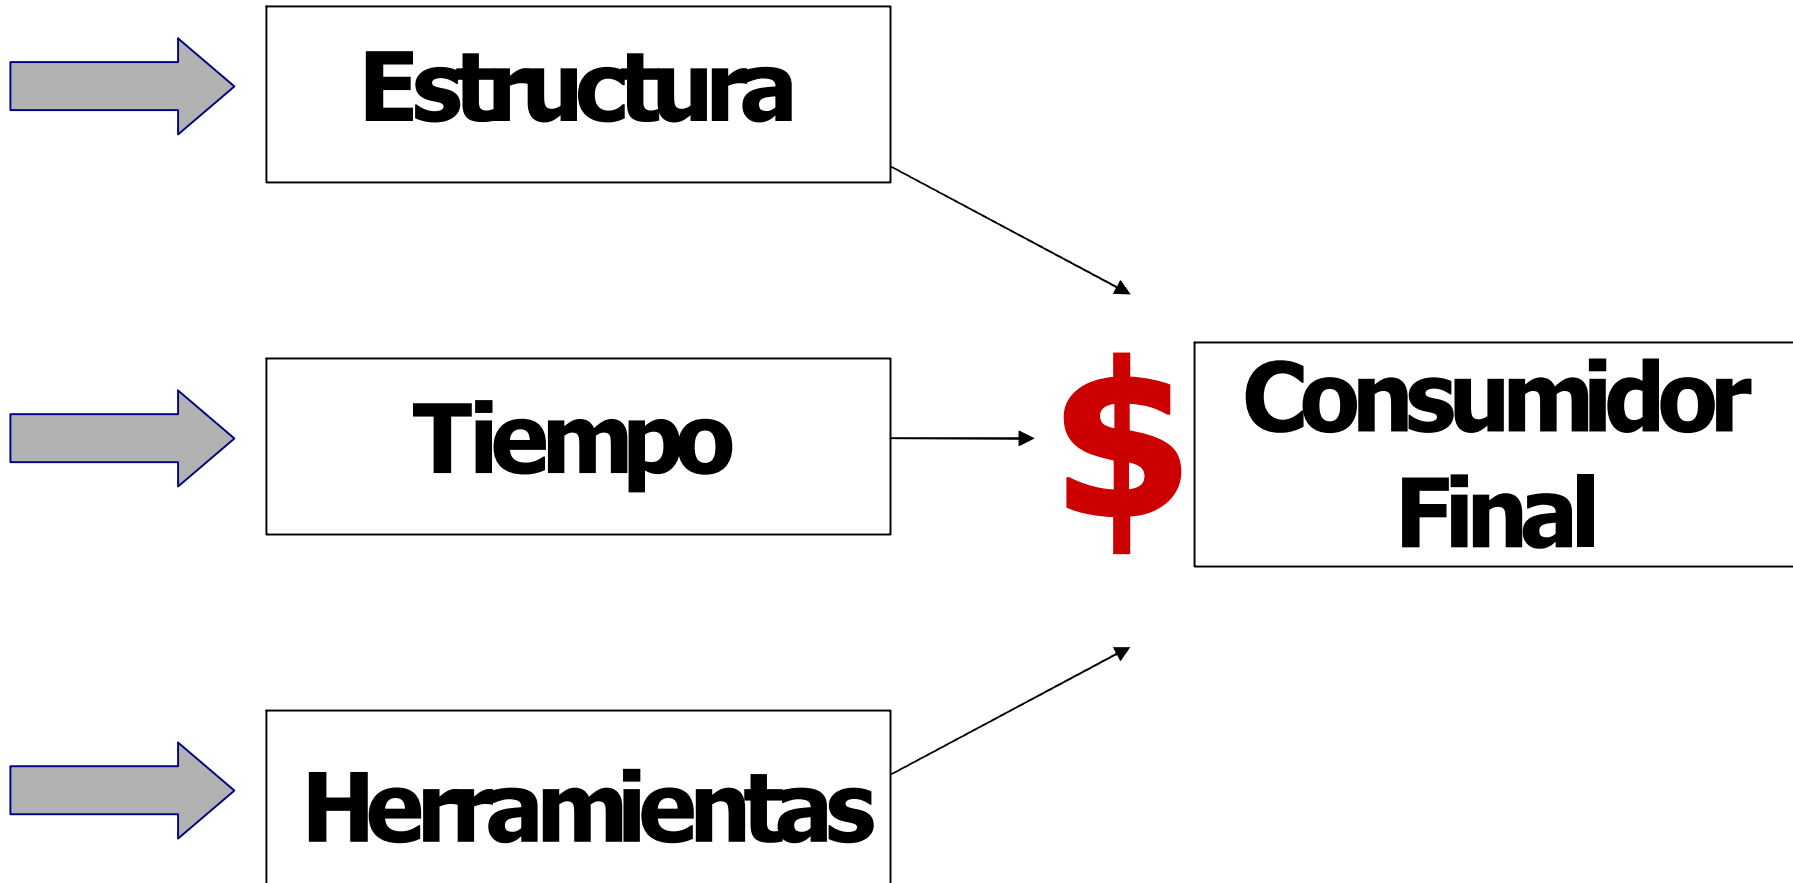 Estructura
Tiempo
$
Consumidor
Final
Herramientas